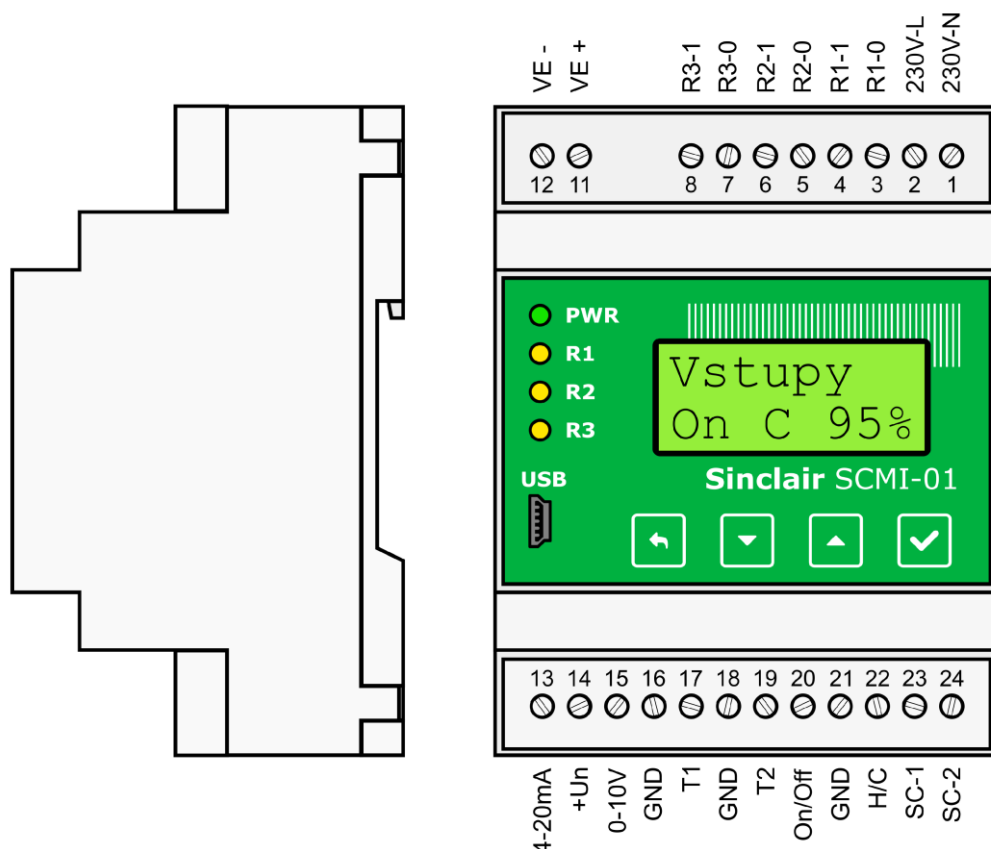 VE - VE + R3-1 R3-0 R2-1 R2-0 R1-1 R1-0 230V-L 230V-N
12 11 8 7 6 5 4 3 2 1
PWR
R1
R2
R3
Vstupy
On C 95%
USB
Sinclair SCMI-01
13 14 15 16 17 18 19 20 21 22 23 24
4-20mA +Un 0-10V GND T1 GND T2 On/Off GND H/C SC-1 SC-2